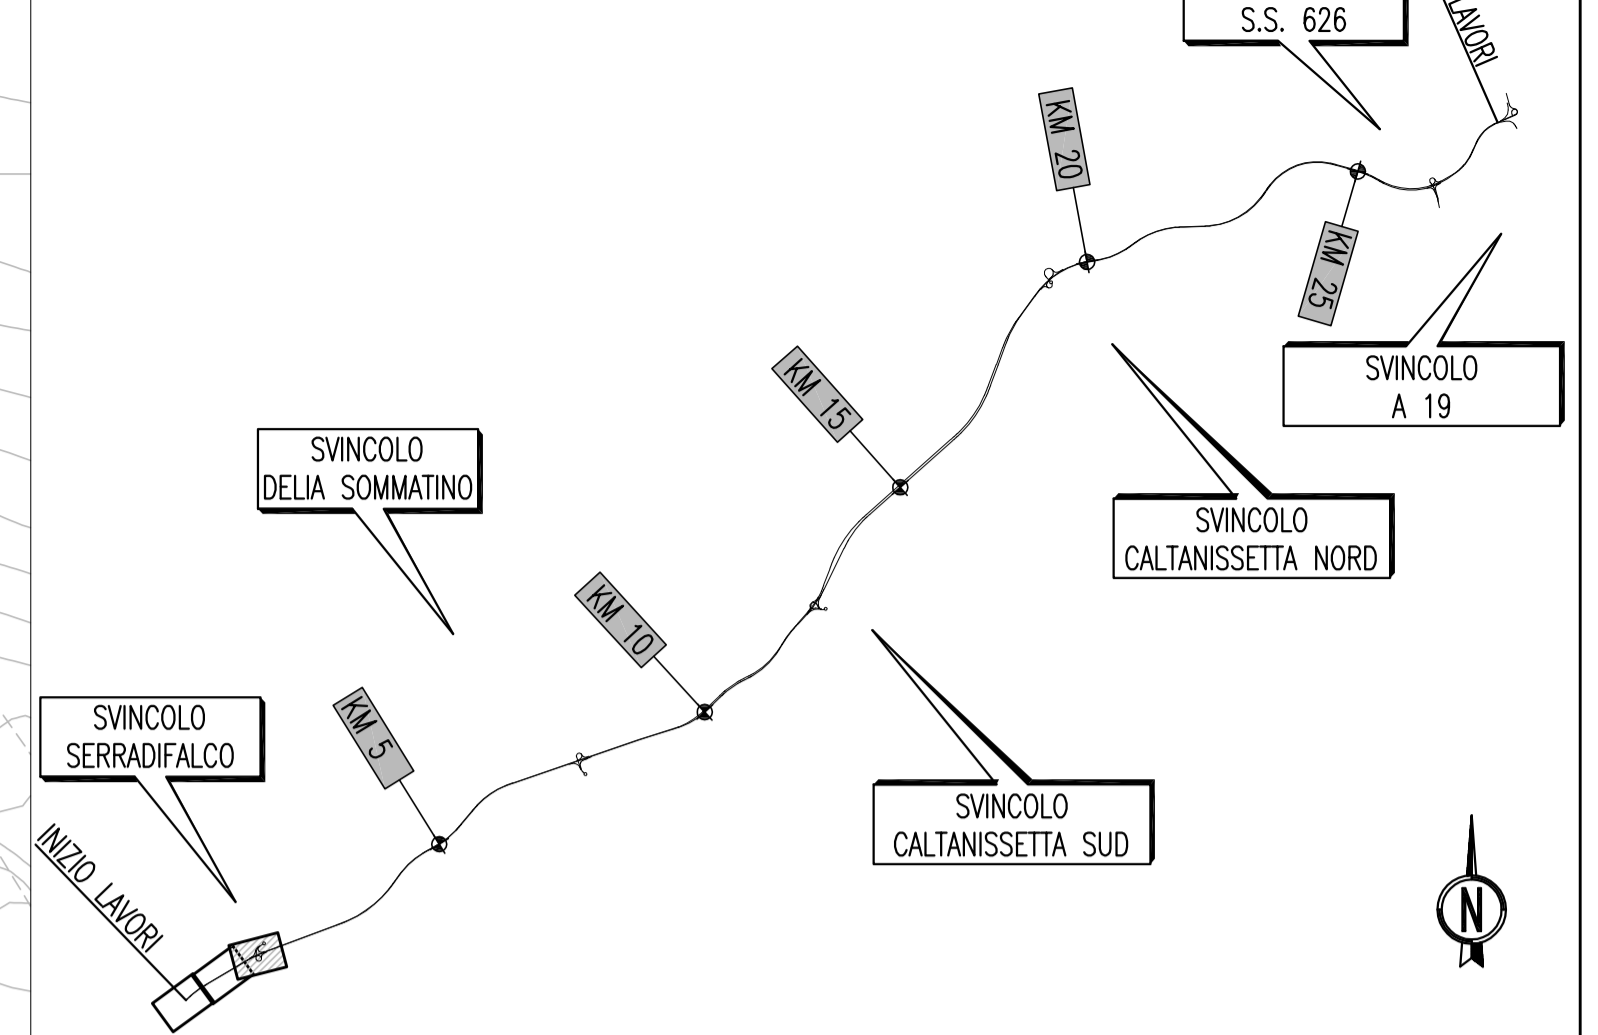 S.S. 626
LAVORI
KM 20
KM 25
SVINCOLO
A 19
KM 15
SVINCOLO
DELIA SOMMATINO
SVINCOLO
CALTANISSETTA NORD
KM 10
KM 5
SVINCOLO
SERRADIFALCO
SVINCOLO
CALTANISSETTA SUD
INIZIO LAVORI
N